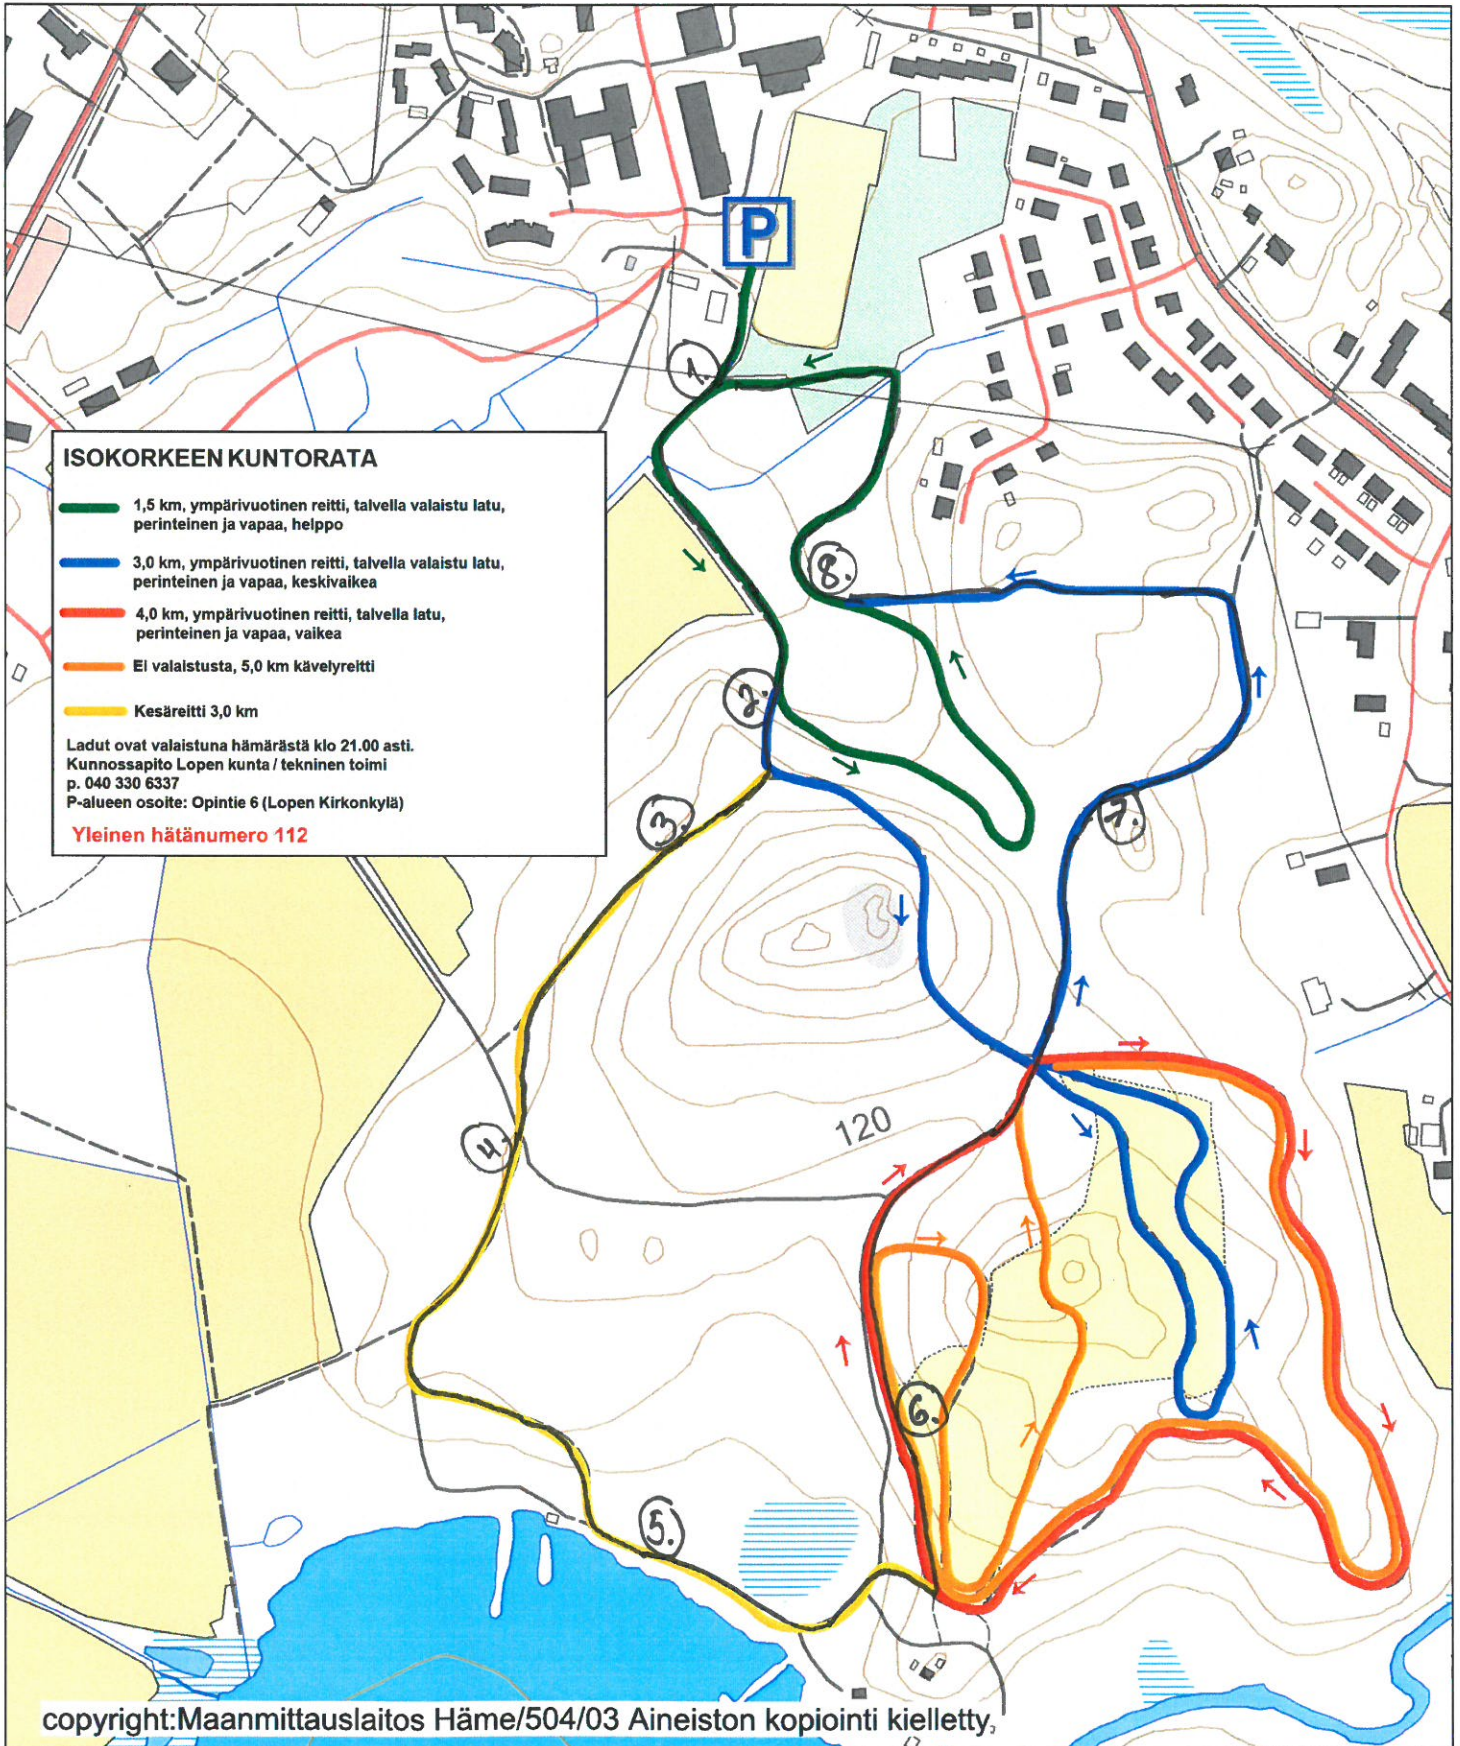 P
1.
ISOKORKEEN KUNTORATA
1,5 km, ympärivuotinen reitti, talvella valaistu latu,
perinteinen ja vapaa, helppo
3,0 km, ympärivuotinen reitti, talvella valaistu latu,
perinteinen ja vapaa, keskivaikea
4,0 km, ympärivuotinen reitti, talvella latu,
perinteinen ja vapaa, vaikea
Ei valaistusta, 5,0 km kävelyreitti
Kesäreitti 3,0 km
Ladut ovat valaistuna hämärästä klo 21.00 asti.
Kunnossapito Lopen kunta / tekninen toimi
p. 040 330 6337
P-alueen osoite: Opintie 6 (Lopen Kirkonkylä)
Yleinen hätänumero 112
8.
2.
3.
7.
120
4.
6.
5.
copyright:Maanmittauslaitos Häme/504/03 Aineiston kopiointi kielletty.